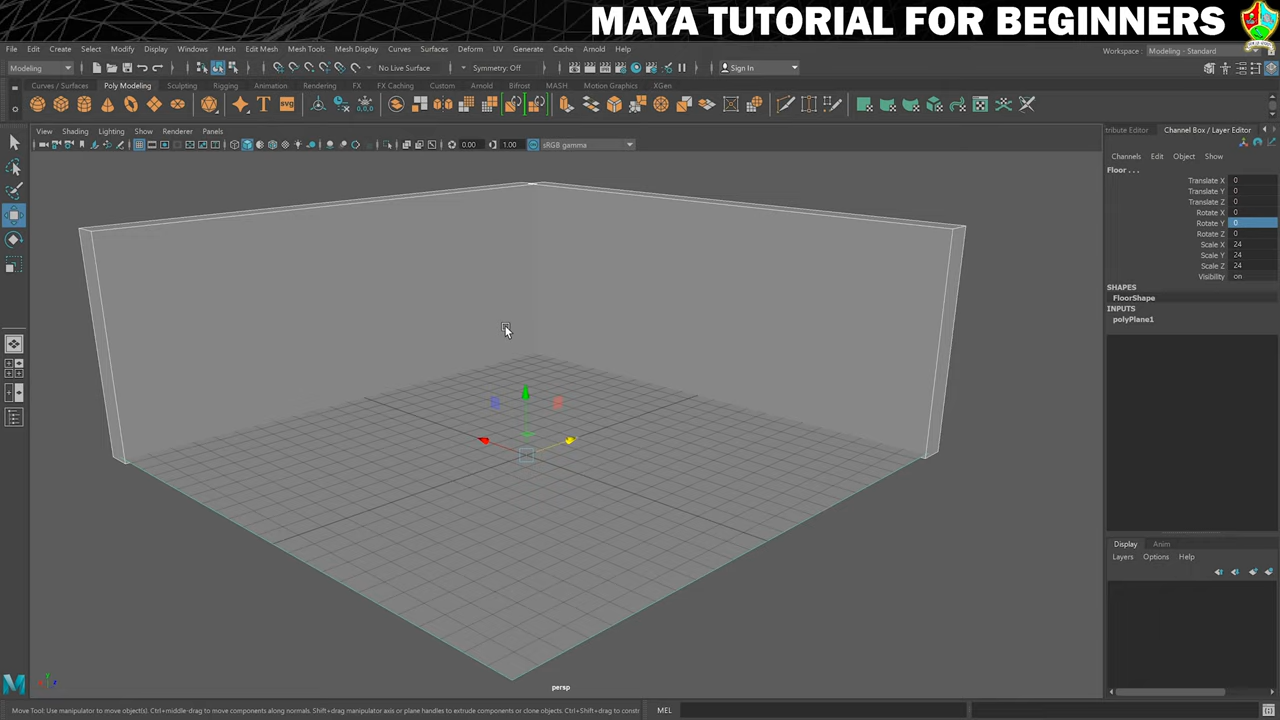 MAYA TUTORIAL FOR BEGINNERS
File Edit Create Select Modify Display Windows Mesh Edit Mesh Mesh Tools Mesh Display Curves Surfaces Deform UV Generate Cache Arnold Help
Workspace : Modeling - Standard
Modeling No Live Surface Symmetry: Off Sign In
Curves / Surfaces Poly Modeling Sculpting Rigging Animation Rendering FX FX Caching Custom Arnold Bifrost MASH Motion Graphics XGen
View Shading Lighting Show Renderer Panels
0.00 1.00 sRGB gamma
tribute Editor Channel Box / Layer Editor
Channels Edit Object Show
Floor . . .
Translate X 0
Translate Y 0
Translate Z 0
Rotate X 0
Rotate Y 0
Rotate Z 0
Scale X 24
Scale Y 24
Scale Z 24
Visibility on
SHAPES
FloorShape
INPUTS
polyPlane1
Display Anim
Layers Options Help
persp
Move Tool: Use manipulator to move object(s). Ctrl+middle-drag to move components along normals. Shift+drag manipulator axis or plane handles to extrude components or clone objects. Ctrl+Shift+drag to constr
MEL